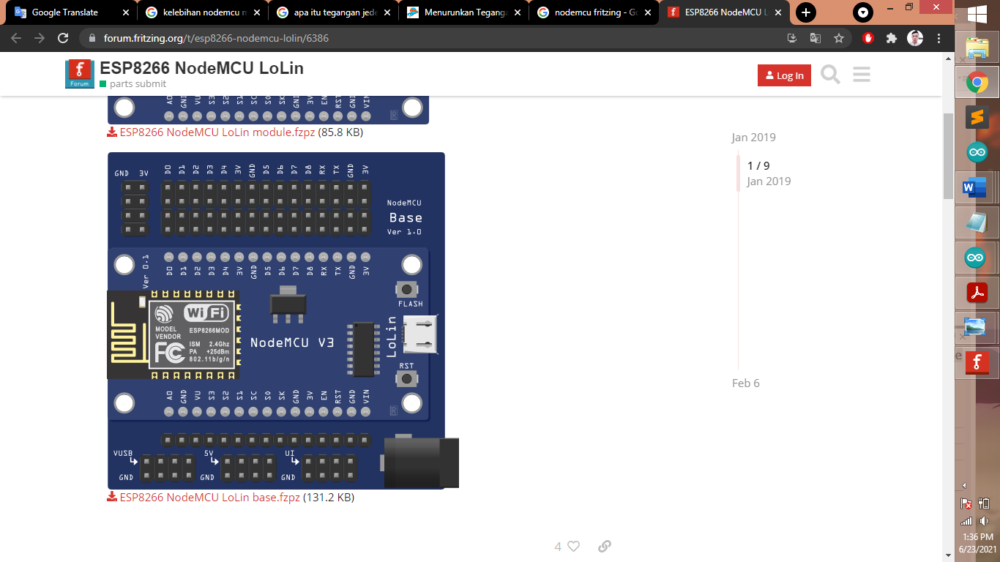 Google Translate
kelebihan nodemcu m
apa itu tegangan jede
Menurunkan Teganga
nodemcu fritzing - Go
ESP8266 NodeMCU L
forum.fritzing.org/t/esp8266-nodemcu-lolin/6386
ESP8266 NodeMCU LoLin
Forum
parts submit
Log In
A0 GND VU S3 S2 S1 SC S0 SK GND 3V EN RST GND VIN
ESP8266 NodeMCU LoLin module.fzpz (85.8 KB)
Jan 2019
1 / 9
Jan 2019
Feb 6
GND 3V D0 D1 D2 D3 D4 3V GND D5 D6 D7 D8 RX TX GND 3V
NodeMCU
Base
Ver 1.0
Ver 0.1
D0 D1 D2 D3 D4 3V GND D5 D6 D7 D8 RX TX GND 3V
FLASH
WiFi
MODEL
VENDOR
ESP8266MOD
FC
ISM 2.4Ghz
PA +25dBm
802.11b/g/n
NodeMCU V3
LoLin
RST
A0 GND VU S3 S2 S1 SC S0 SK GND 3V EN RST GND VIN
VUSB
GND
5V
GND
UI
GND
ESP8266 NodeMCU LoLin base.fzpz (131.2 KB)
4
1:36 PM
6/23/2021